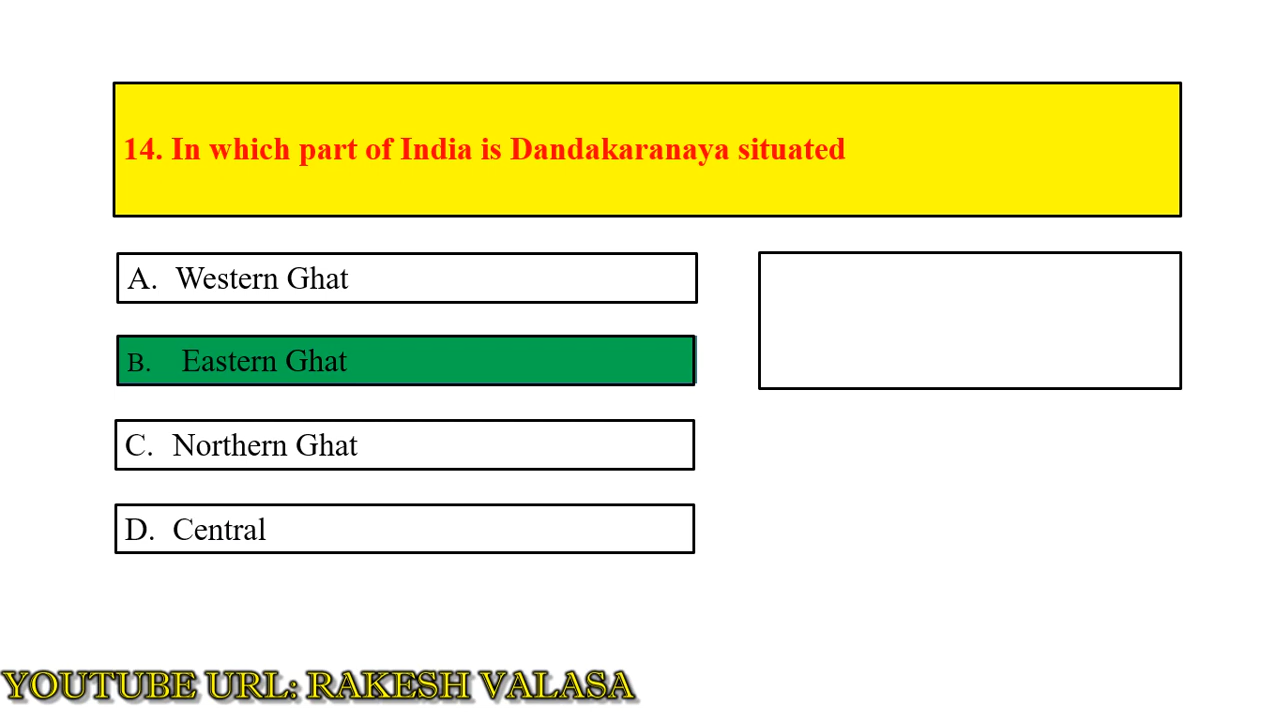 14. In which part of India is Dandakaranaya situated
A. Western Ghat
B. Eastern Ghat
C. Northern Ghat
D. Central
YOUTUBE URL: RAKESH VALASA